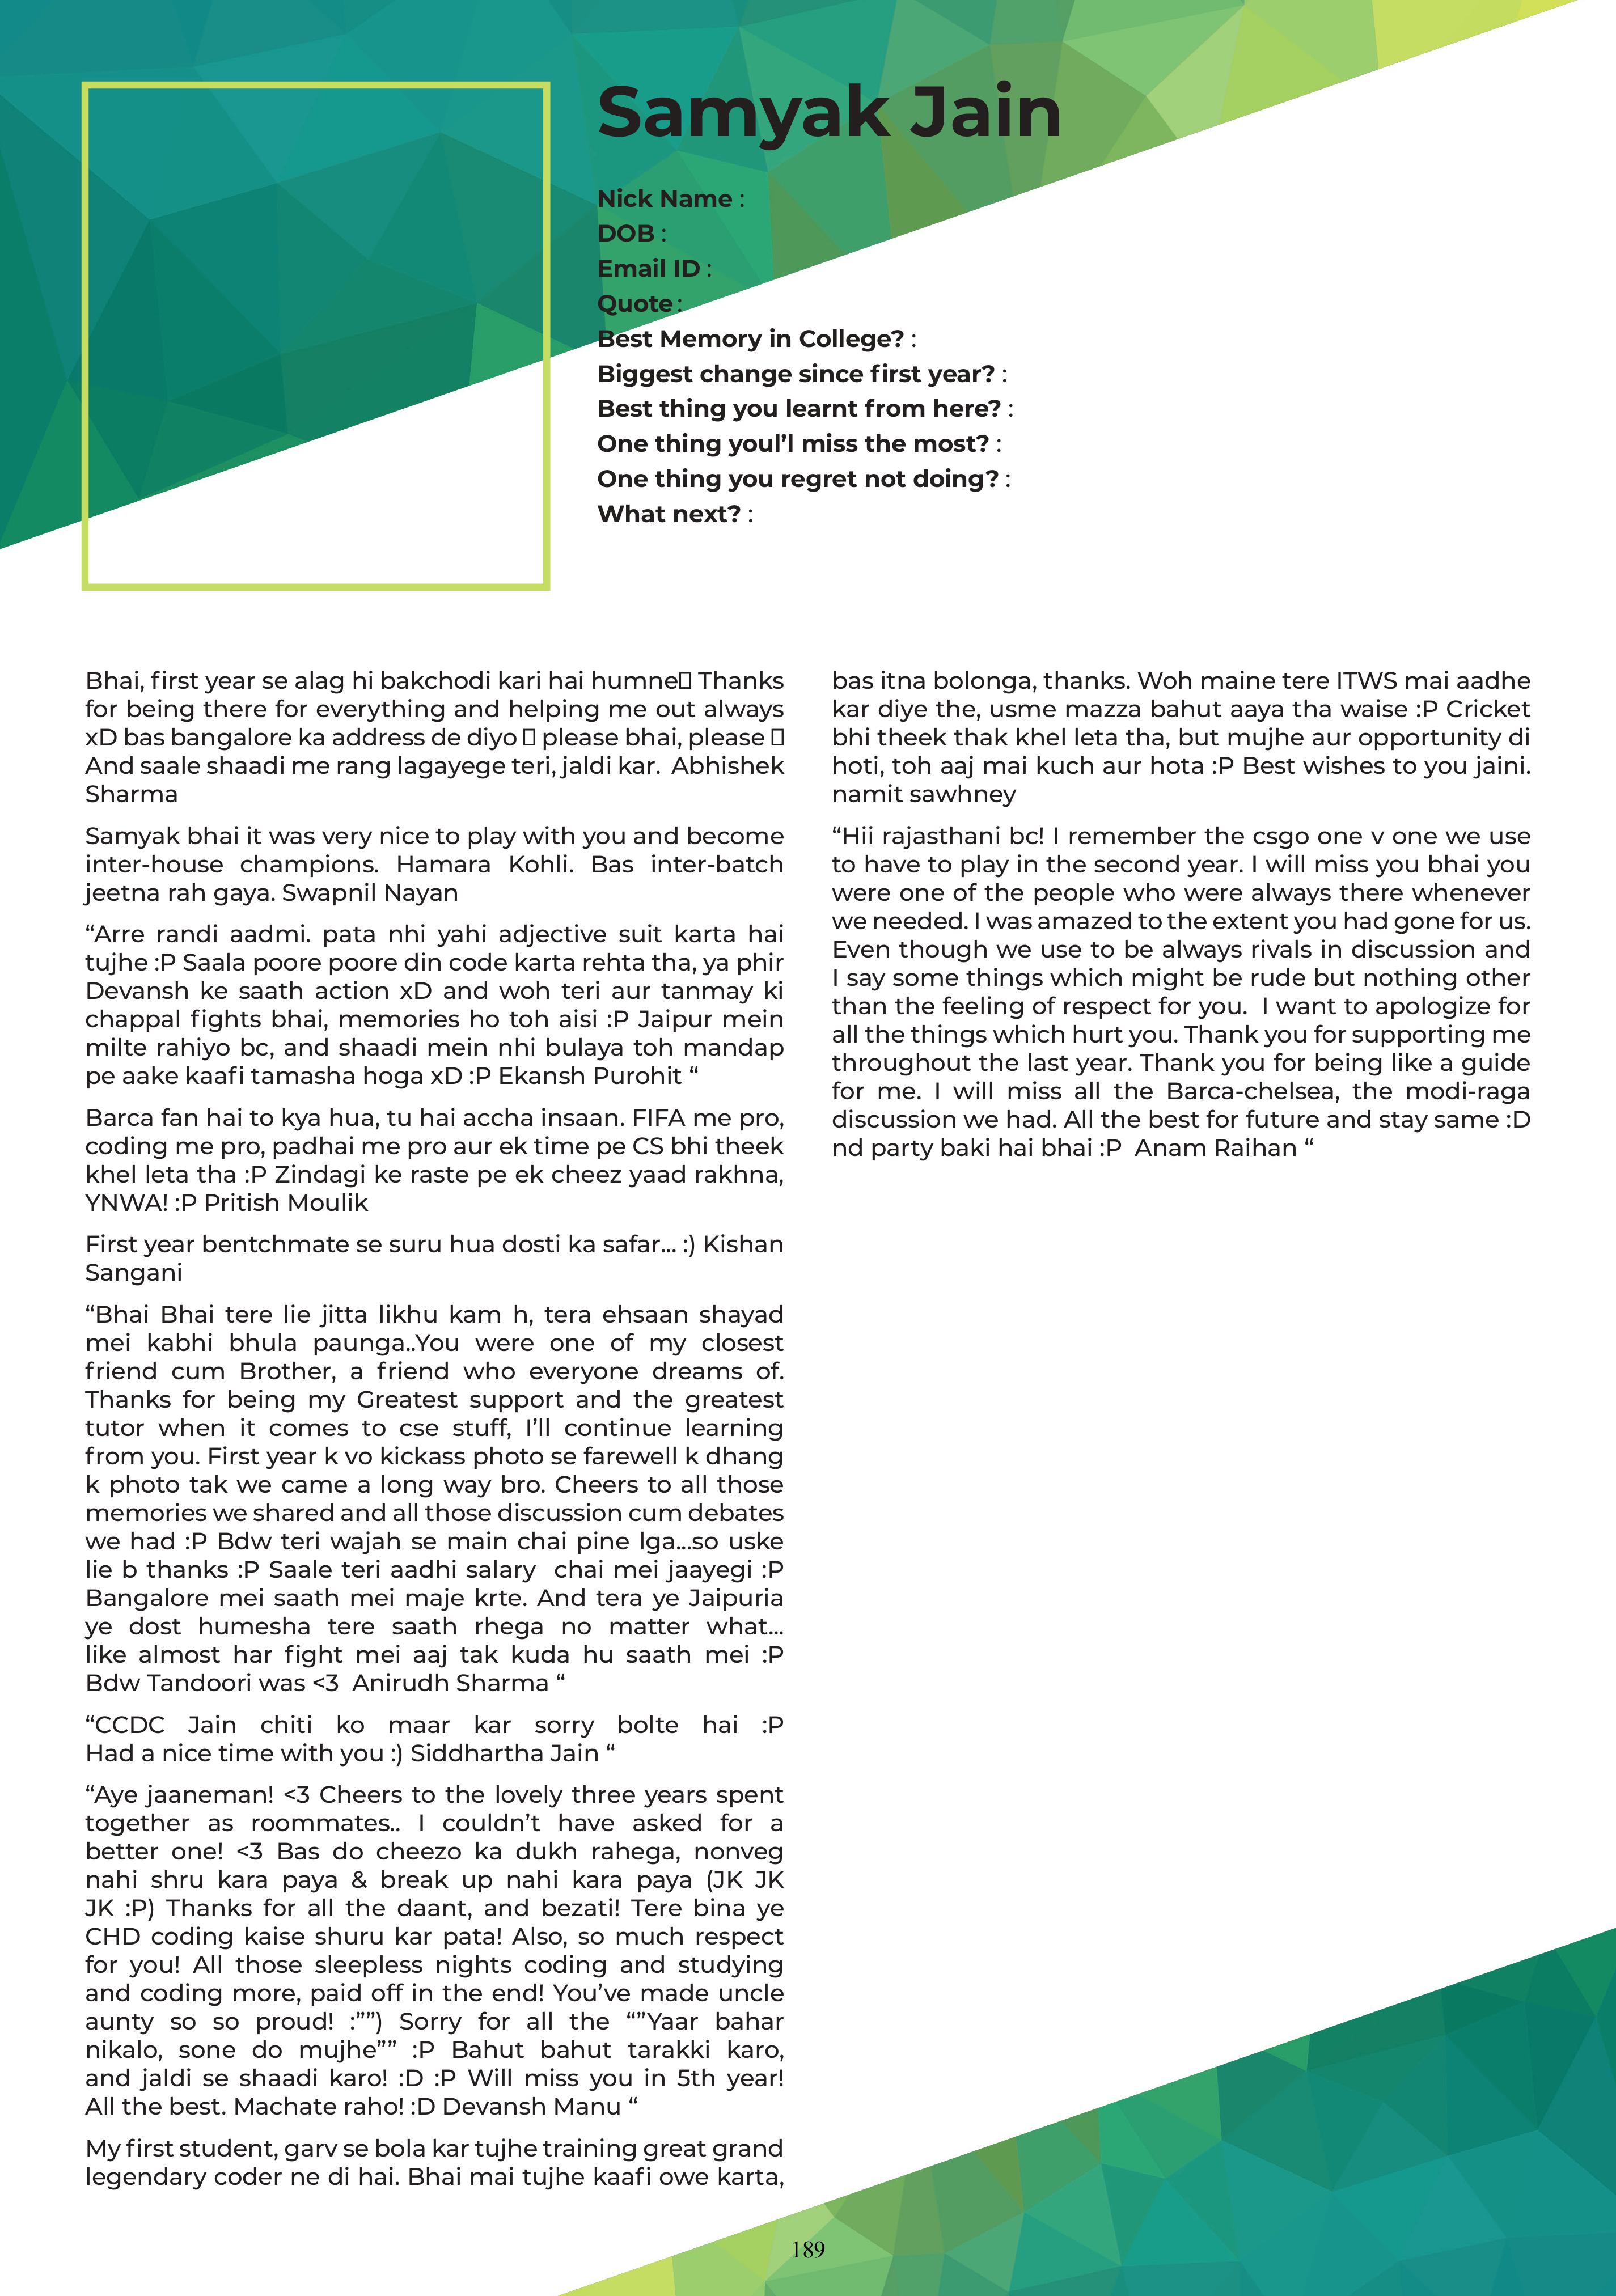 Samyak Jain
Nick Name :
DOB :
Email ID :
Quote :
Best Memory in College? :
Biggest change since first year? :
Best thing you learnt from here? :
One thing youl’l miss the most? :
One thing you regret not doing? :
What next? :
Bhai, first year se alag hi bakchodi kari hai humne▯ Thanks
for being there for everything and helping me out always
xD bas bangalore ka address de diyo ▯ please bhai, please ▯
And saale shaadi me rang lagayege teri, jaldi kar.  Abhishek
Sharma
Samyak bhai it was very nice to play with you and become
inter-house champions. Hamara Kohli. Bas inter-batch
jeetna rah gaya. Swapnil Nayan
“Arre randi aadmi. pata nhi yahi adjective suit karta hai
tujhe :P Saala poore poore din code karta rehta tha, ya phir
Devansh ke saath action xD and woh teri aur tanmay ki
chappal fights bhai, memories ho toh aisi :P Jaipur mein
milte rahiyo bc, and shaadi mein nhi bulaya toh mandap
pe aake kaafi tamasha hoga xD :P Ekansh Purohit “
Barca fan hai to kya hua, tu hai accha insaan. FIFA me pro,
coding me pro, padhai me pro aur ek time pe CS bhi theek
khel leta tha :P Zindagi ke raste pe ek cheez yaad rakhna,
YNWA! :P Pritish Moulik
First year bentchmate se suru hua dosti ka safar... :) Kishan
Sangani
“Bhai Bhai tere lie jitta likhu kam h, tera ehsaan shayad
mei kabhi bhula paunga..You were one of my closest
friend cum Brother, a friend who everyone dreams of.
Thanks for being my Greatest support and the greatest
tutor when it comes to cse stuff, I’ll continue learning
from you. First year k vo kickass photo se farewell k dhang
k photo tak we came a long way bro. Cheers to all those
memories we shared and all those discussion cum debates
we had :P Bdw teri wajah se main chai pine lga...so uske
lie b thanks :P Saale teri aadhi salary  chai mei jaayegi :P
Bangalore mei saath mei maje krte. And tera ye Jaipuria
ye dost humesha tere saath rhega no matter what...
like almost har fight mei aaj tak kuda hu saath mei :P
Bdw Tandoori was <3  Anirudh Sharma “
“CCDC Jain chiti ko maar kar sorry bolte hai :P
Had a nice time with you :) Siddhartha Jain “
“Aye jaaneman! <3 Cheers to the lovely three years spent
together as roommates.. I couldn’t have asked for a
better one! <3 Bas do cheezo ka dukh rahega, nonveg
nahi shru kara paya & break up nahi kara paya (JK JK
JK :P) Thanks for all the daant, and bezati! Tere bina ye
CHD coding kaise shuru kar pata! Also, so much respect
for you! All those sleepless nights coding and studying
and coding more, paid off in the end! You’ve made uncle
aunty so so proud! :””) Sorry for all the “”Yaar bahar
nikalo, sone do mujhe”” :P Bahut bahut tarakki karo,
and jaldi se shaadi karo! :D :P Will miss you in 5th year!
All the best. Machate raho! :D Devansh Manu “
My first student, garv se bola kar tujhe training great grand
legendary coder ne di hai. Bhai mai tujhe kaafi owe karta,
bas itna bolonga, thanks. Woh maine tere ITWS mai aadhe
kar diye the, usme mazza bahut aaya tha waise :P Cricket
bhi theek thak khel leta tha, but mujhe aur opportunity di
hoti, toh aaj mai kuch aur hota :P Best wishes to you jaini.
namit sawhney
“Hii rajasthani bc! I remember the csgo one v one we use
to have to play in the second year. I will miss you bhai you
were one of the people who were always there whenever
we needed. I was amazed to the extent you had gone for us.
Even though we use to be always rivals in discussion and
I say some things which might be rude but nothing other
than the feeling of respect for you.  I want to apologize for
all the things which hurt you. Thank you for supporting me
throughout the last year. Thank you for being like a guide
for me. I will miss all the Barca-chelsea, the modi-raga
discussion we had. All the best for future and stay same :D
nd party baki hai bhai :P  Anam Raihan “
189